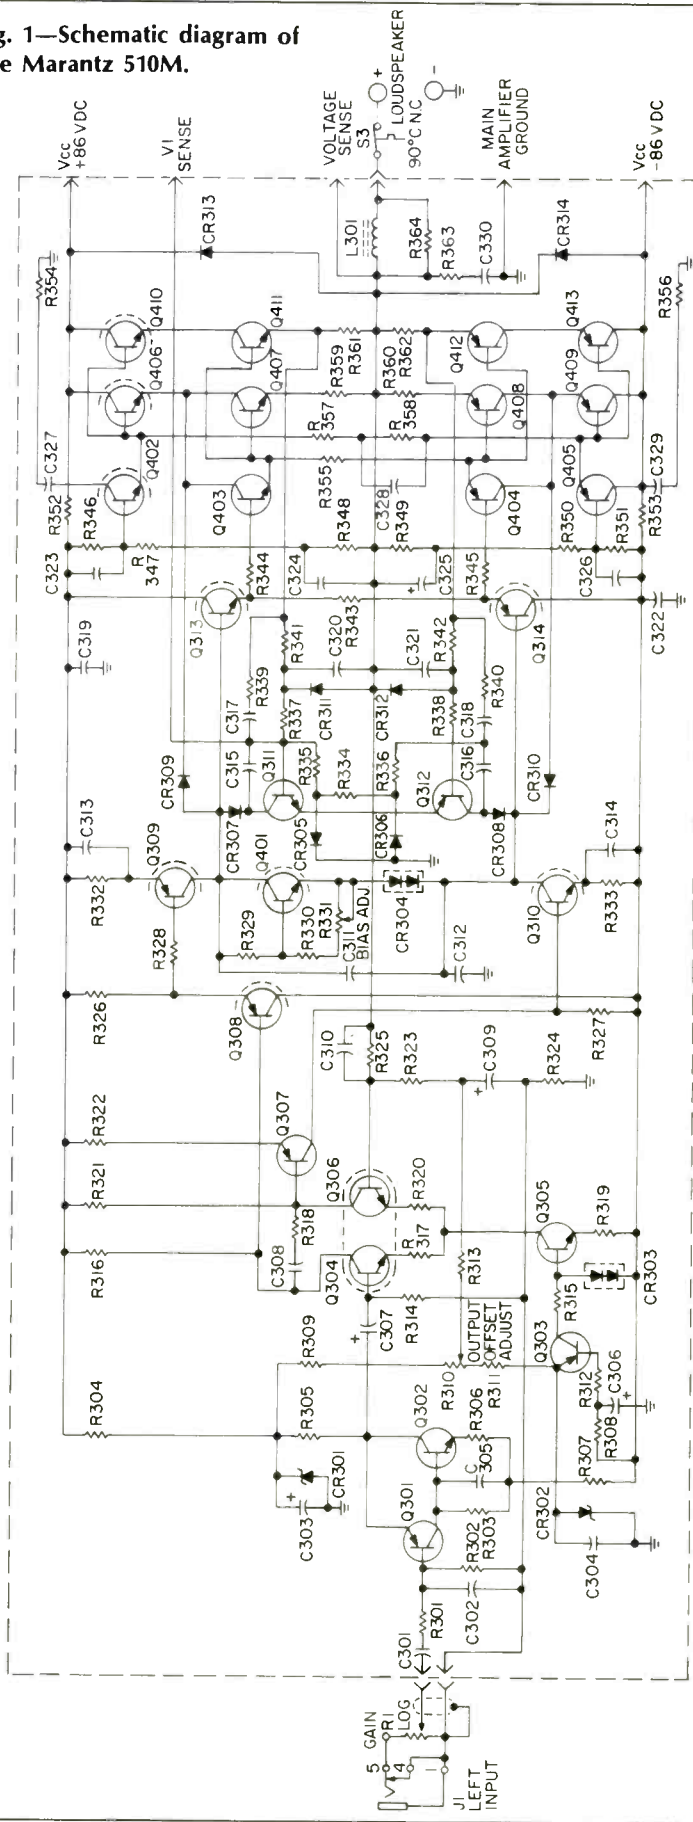 g. 1—Schematic diagram of
e Marantz 510M.
Vcc
+86 VDC
VI
SENSE
VOLTAGE
SENSE
S3
LOUDSPEAKER
+
-
90°C N.C
MAIN
AMPLIFIER
GROUND
Vcc
-86 VDC
CR313
L301
R364
R363
C330
CR314
R354
R356
Q410
Q411
Q412
Q413
Q406
Q407
Q408
Q409
R359
R361
R360
R362
R
357
R
358
R355
C327
Q402
Q403
Q404
Q405
C328
C329
R352
R346
R
347
R348
R349
R350
R351
R353
C323
R344
C324
C325
R345
C326
Q313
R343
Q314
C322
C319
R341
C320
C321
R342
R339
R340
C317
R337
CR311
CR312
R338
C318
CR309
C315
Q311
R335
R334
R336
Q312
C316
CR310
CR307
CR305
CR306
CR308
C313
Q309
Q401
C314
R332
R329
R330
R331
BIAS ADJ
CR304
Q310
R333
R328
C311
C312
R326
Q308
C310
R325
R323
+
C309
R324
R327
R322
Q307
R321
R318
Q306
R320
Q305
R319
R316
C308
Q304
R
317
R313
CR303
+
C307
R314
R315
R309
R310
OUTPUT
OFFSET
ADJUST
R311
Q303
R312
C306
+
R304
R305
Q302
R306
R308
R307
+
C303
CR301
Q301
C
305
R302
R303
CR302
C304
C301
R301
C302
GAIN
R1
LOG
5
4
1
J1
LEFT
INPUT